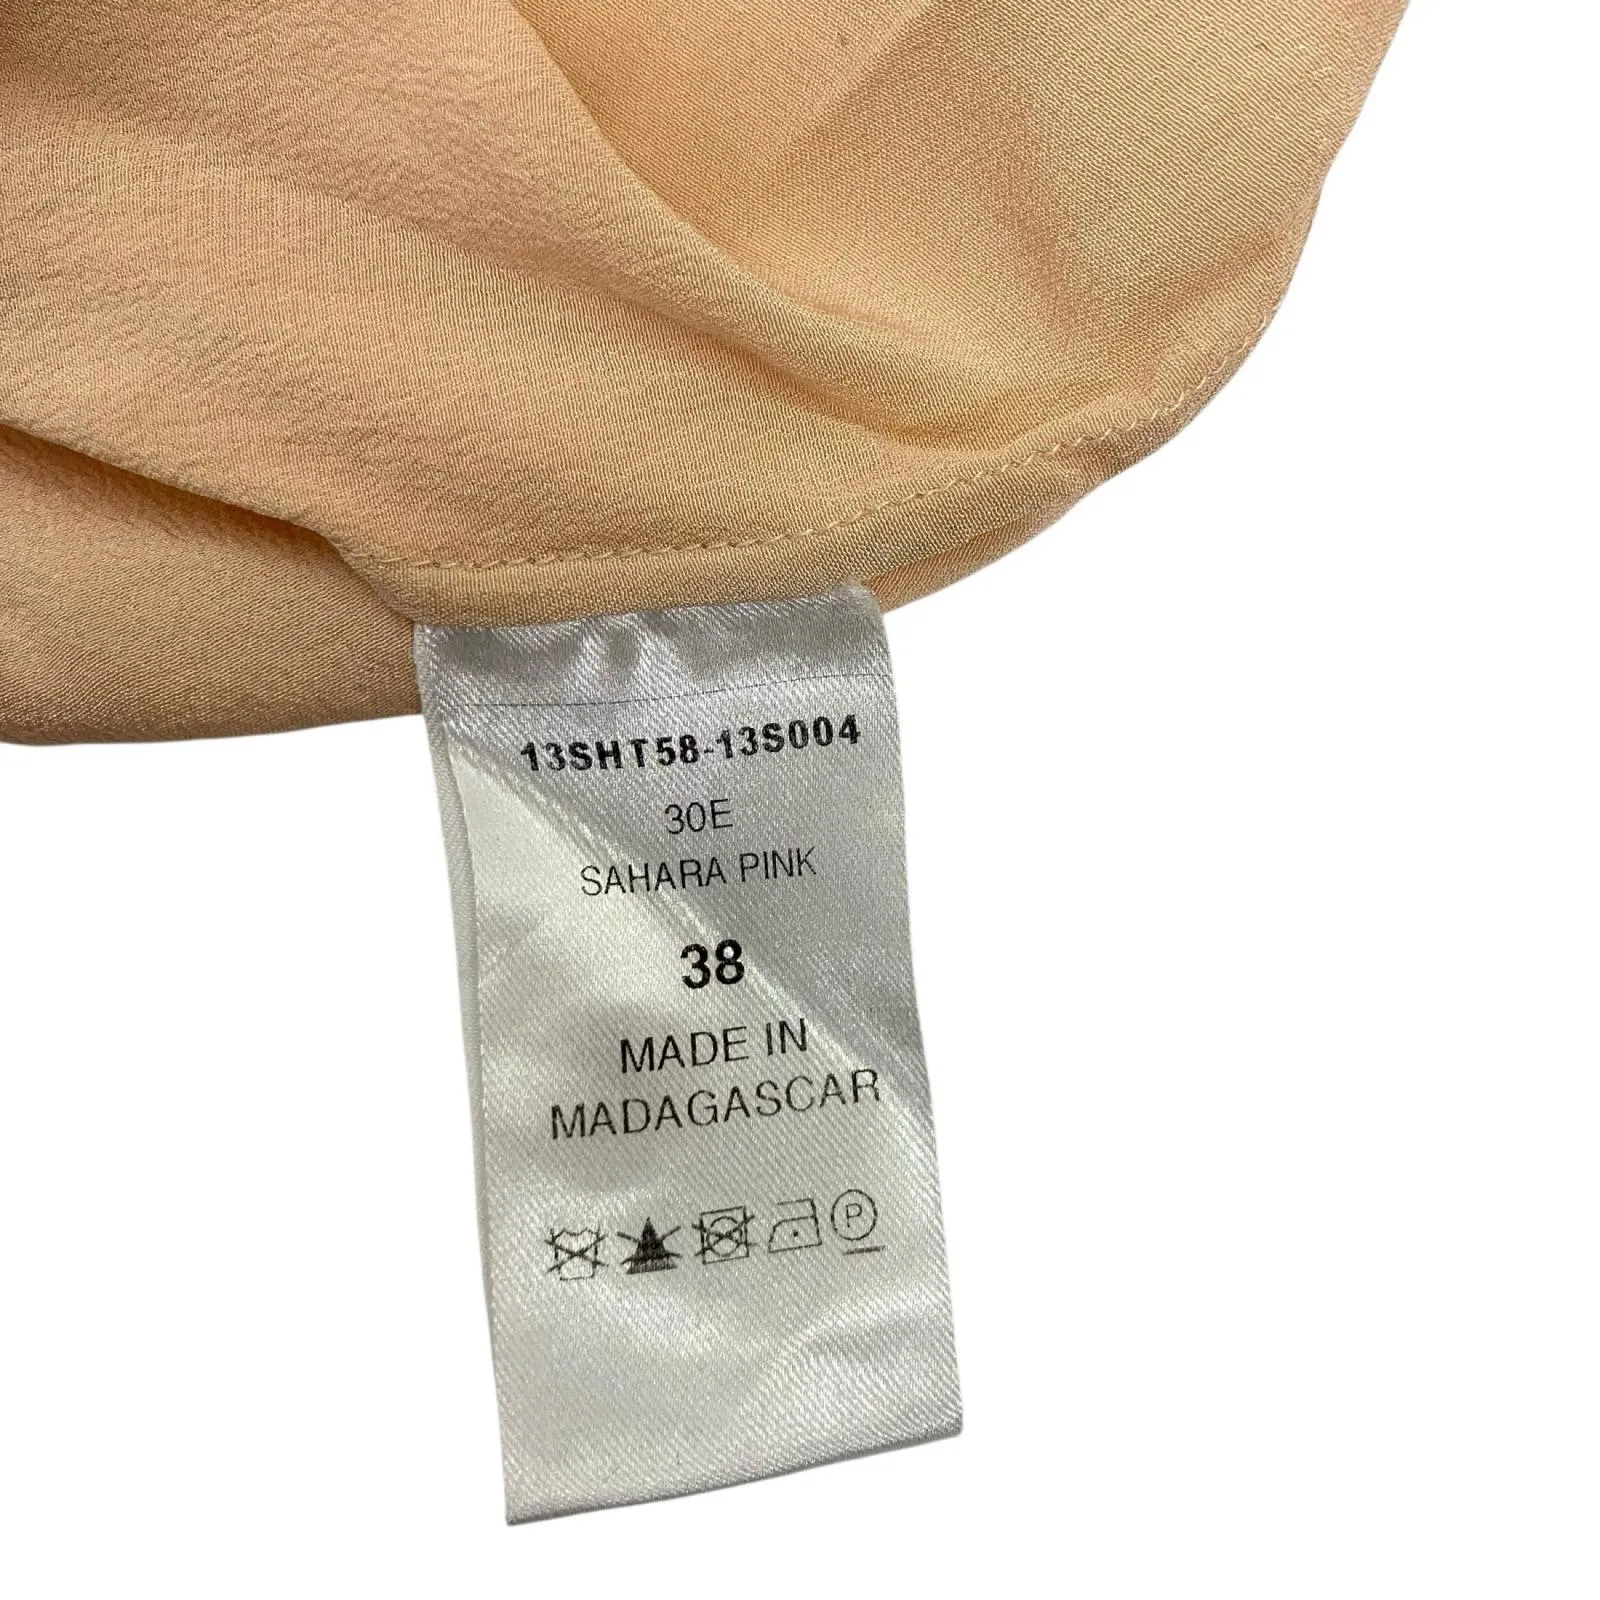 13SHT58-13S004
30E
SAHARA PINK
38
MADE IN
MADAGASCAR
P